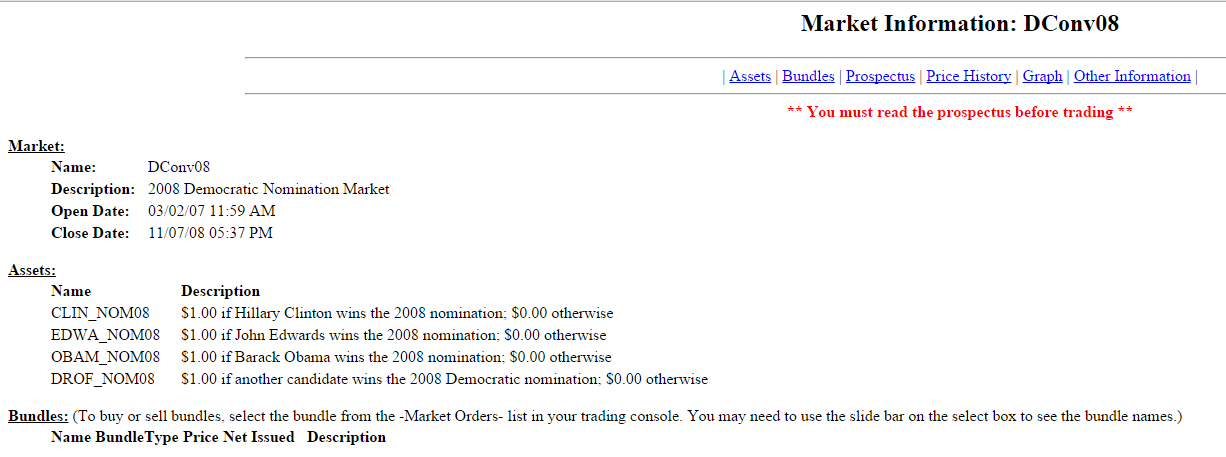 Market Information: DConv08
| Assets | Bundles | Prospectus | Price History | Graph | Other Information |
** You must read the prospectus before trading **
Market:
Name: DConv08
Description: 2008 Democratic Nomination Market
Open Date: 03/02/07 11:59 AM
Close Date: 11/07/08 05:37 PM
Assets:
Name Description
CLIN_NOM08 $1.00 if Hillary Clinton wins the 2008 nomination; $0.00 otherwise
EDWA_NOM08 $1.00 if John Edwards wins the 2008 nomination; $0.00 otherwise
OBAM_NOM08 $1.00 if Barack Obama wins the 2008 nomination; $0.00 otherwise
DROF_NOM08 $1.00 if another candidate wins the 2008 Democratic nomination; $0.00 otherwise
Bundles: (To buy or sell bundles, select the bundle from the -Market Orders- list in your trading console. You may need to use the slide bar on the select box to see the bundle names.)
Name BundleType Price Net Issued Description